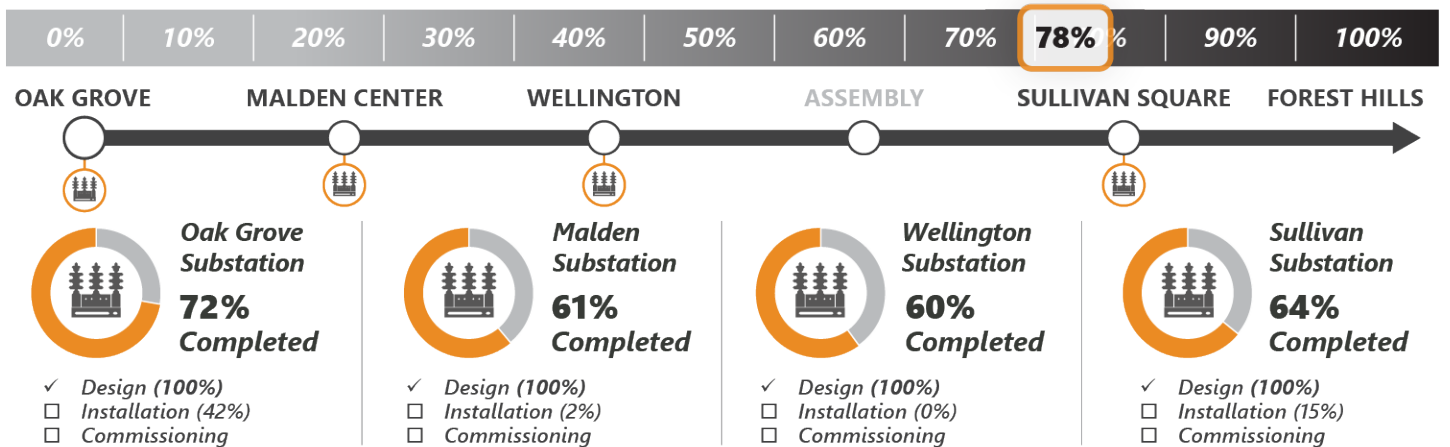 0% 10% 20% 30% 40% 50% 60% 70% 78% 90% 100%
OAK GROVE MALDEN CENTER WELLINGTON ASSEMBLY SULLIVAN SQUARE FOREST HILLS
Oak Grove
Substation
72%
Completed
✓ Design (100%)
☐ Installation (42%)
☐ Commissioning
Malden
Substation
61%
Completed
✓ Design (100%)
☐ Installation (2%)
☐ Commissioning
Wellington
Substation
60%
Completed
✓ Design (100%)
☐ Installation (0%)
☐ Commissioning
Sullivan
Substation
64%
Completed
✓ Design (100%)
☐ Installation (15%)
☐ Commissioning